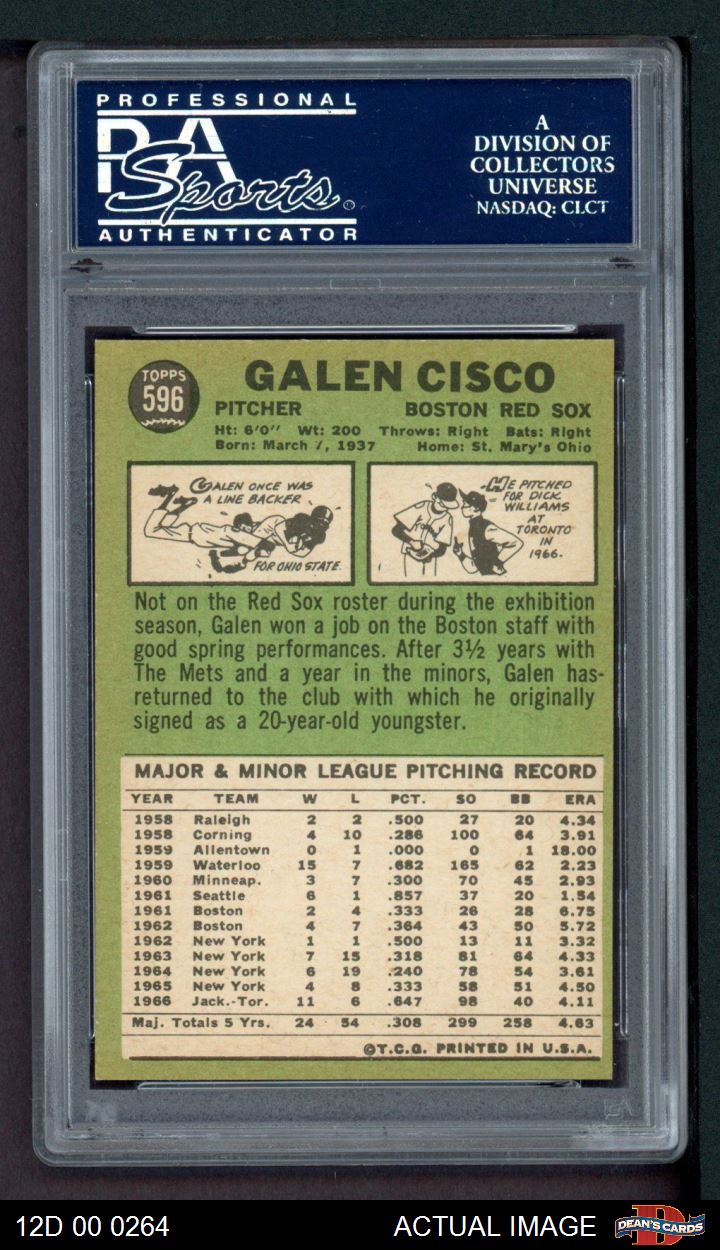 PROFESSIONAL
PSA
Sports
AUTHENTICATOR
A
DIVISION OF
COLLECTORS
UNIVERSE
NASDAQ: CLCT
TOPPS
596
GALEN CISCO
PITCHER BOSTON RED SOX
Ht: 6'0" Wt: 200 Throws: Right Bats: Right
Born: March 7, 1937 Home: St. Mary's Ohio
GALEN ONCE WAS
A LINE BACKER
FOR OHIO STATE.
HE PITCHED
FOR DICK
WILLIAMS
AT
TORONTO
IN
1966.
Not on the Red Sox roster during the exhibition
season, Galen won a job on the Boston staff with
good spring performances. After 3½ years with
The Mets and a year in the minors, Galen has-
returned to the club with which he originally
signed as a 20-year-old youngster.
MAJOR & MINOR LEAGUE PITCHING RECORD
YEAR TEAM W L PCT. SO BB ERA
1958 Raleigh 2 2 .500 27 20 4.34
1958 Corning 4 10 .286 100 64 3.91
1959 Allentown 0 1 .000 0 1 18.00
1959 Waterloo 15 7 .682 165 62 2.23
1960 Minneap. 3 7 .300 70 45 2.93
1961 Seattle 6 1 .857 37 20 1.54
1961 Boston 2 4 .333 26 28 6.75
1962 Boston 4 7 .364 43 50 5.72
1962 New York 1 1 .500 13 11 3.32
1963 New York 7 15 .318 81 64 4.33
1964 New York 6 19 .240 78 54 3.61
1965 New York 4 8 .333 58 51 4.50
1966 Jack.-Tor. 11 6 .647 98 40 4.11
Maj. Totals 5 Yrs. 24 54 .308 299 258 4.63
©T.C.G. PRINTED IN U.S.A.
PSA
12D 00 0264 ACTUAL IMAGE DEAN'S CARDS